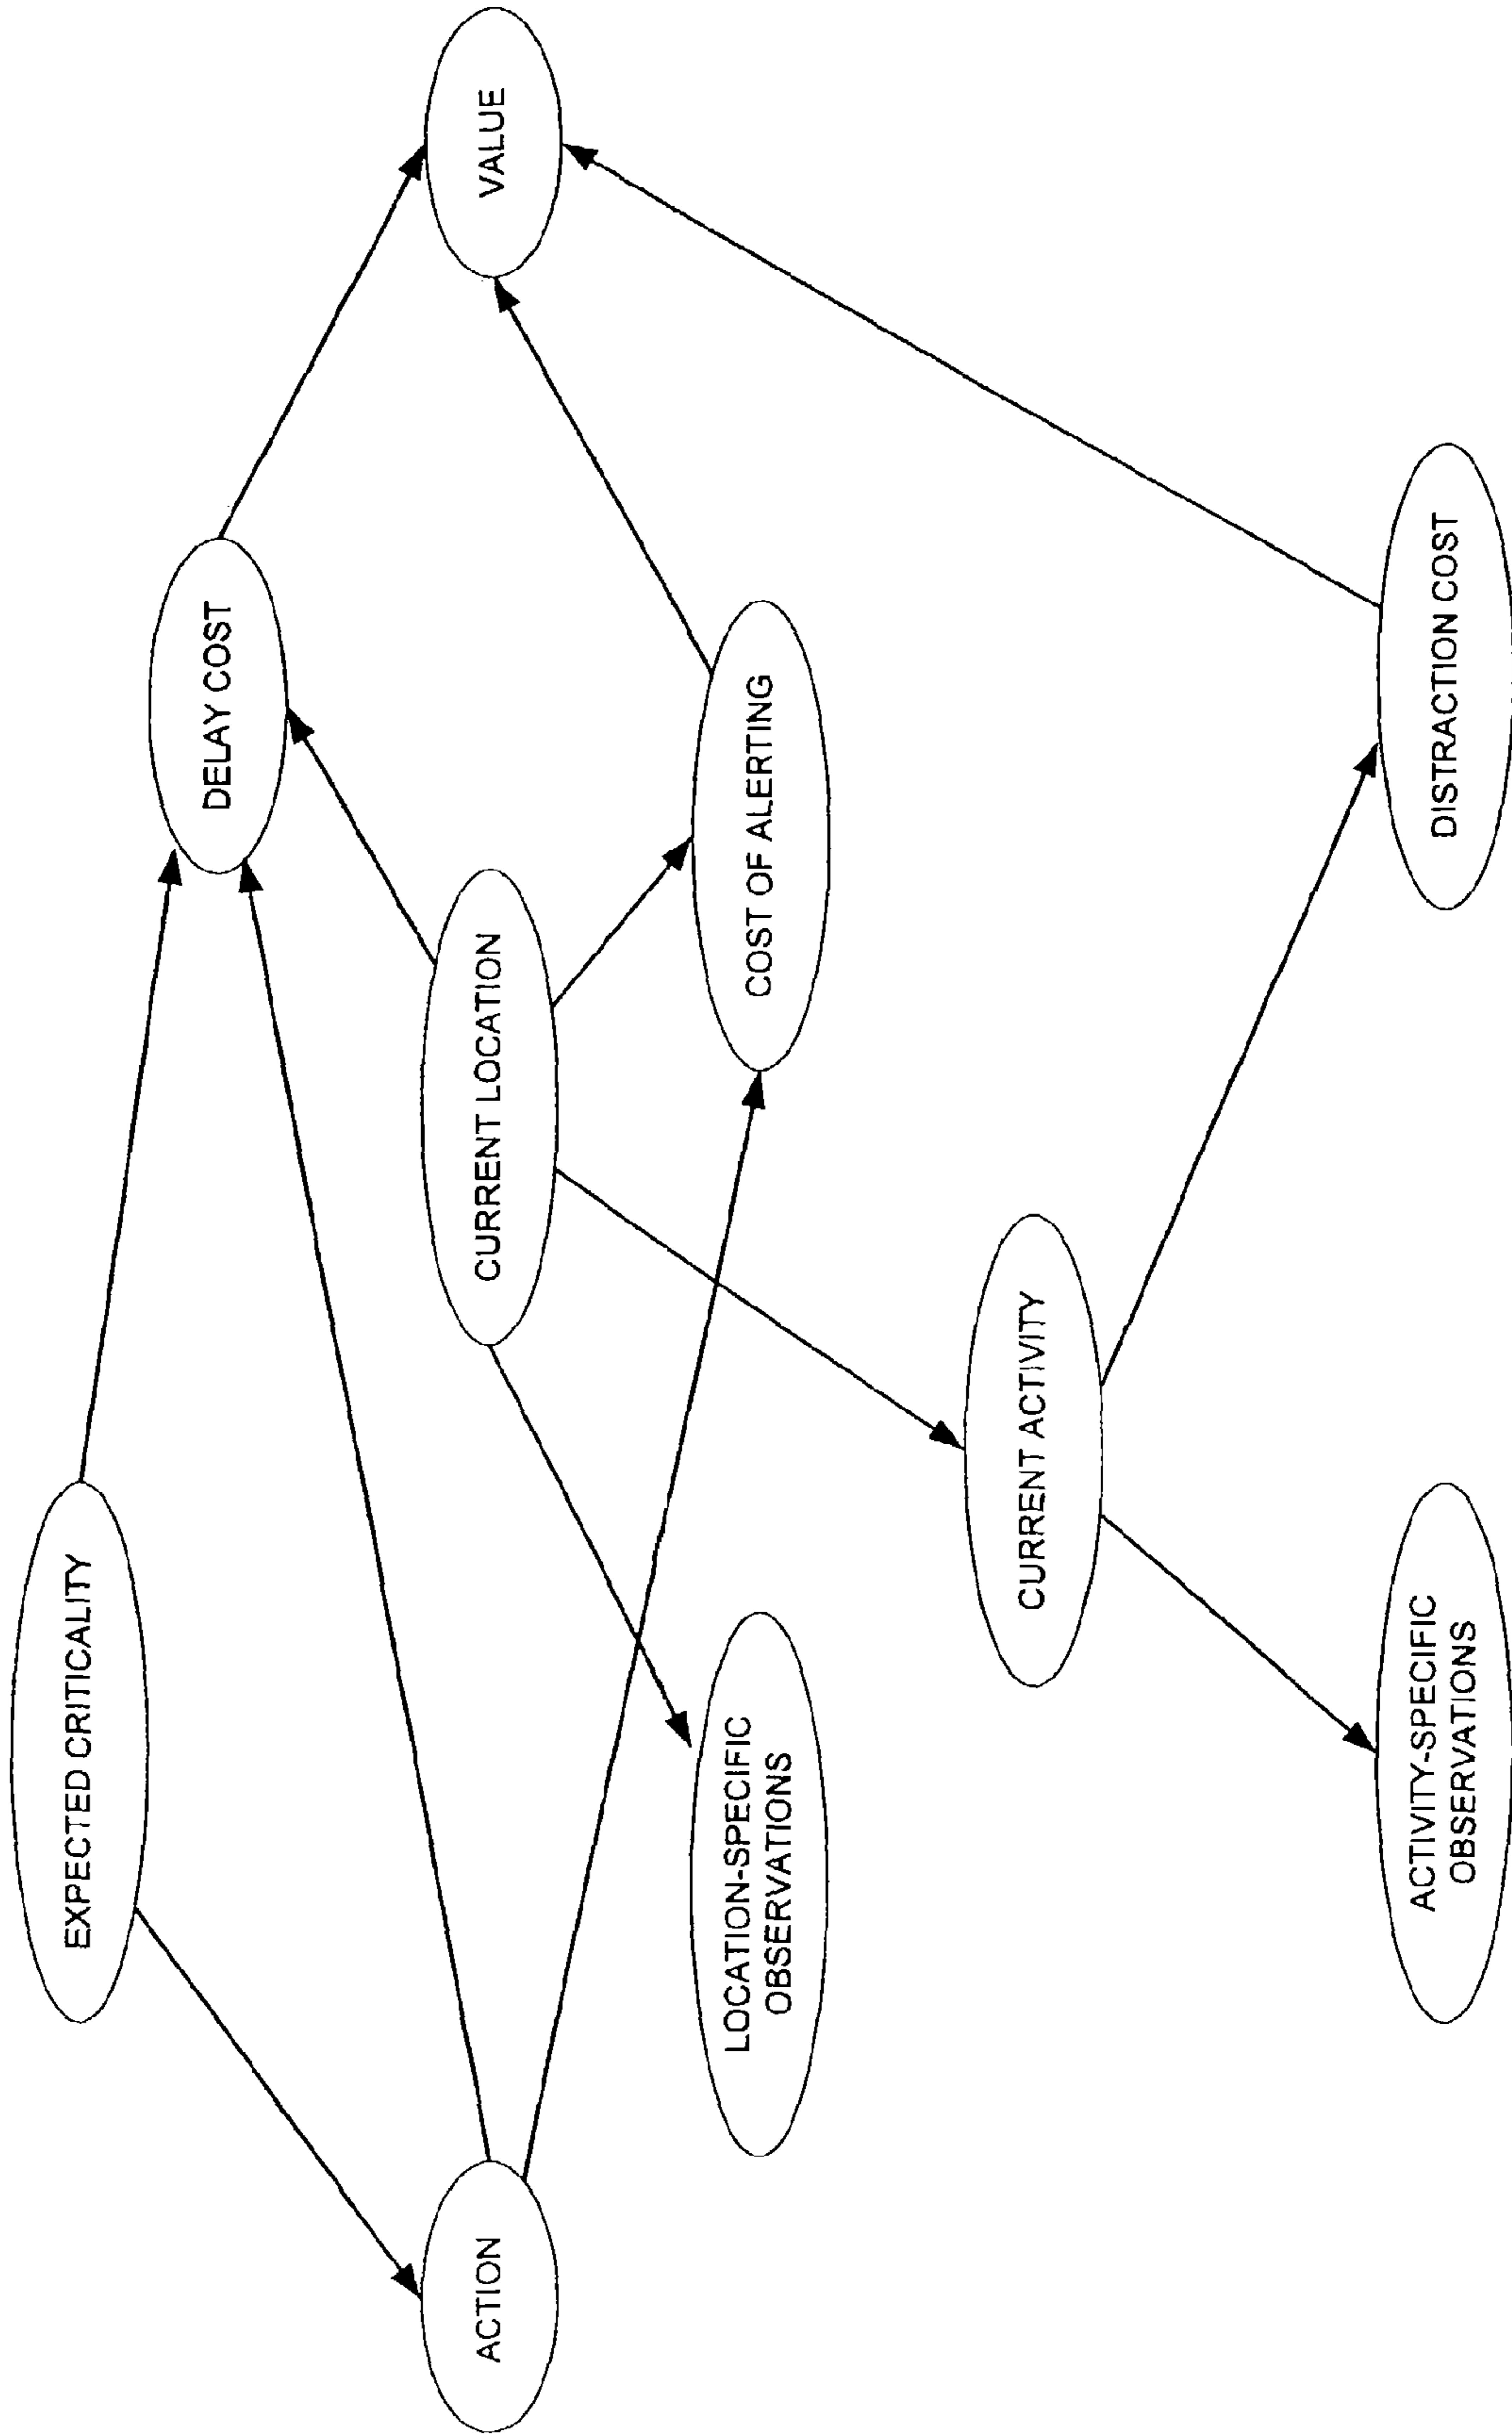 EXPECTED CRITICALITY
DELAY COST
ACTION
CURRENT LOCATION
VALUE
LOCATION-SPECIFIC
OBSERVATIONS
COST OF ALERTING
CURRENT ACTIVITY
ACTIVITY-SPECIFIC
OBSERVATIONS
DISTRACTION COST